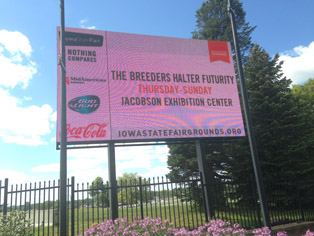 NOTHING
COMPARES
MidAmerican
BUD
LIGHT
Coca-Cola
THE BREEDERS HALTER FUTURITY
THURSDAY-SUNDAY
JACOBSON EXHIBITION CENTER
IOWASTATEFAIRGROUNDS.ORG